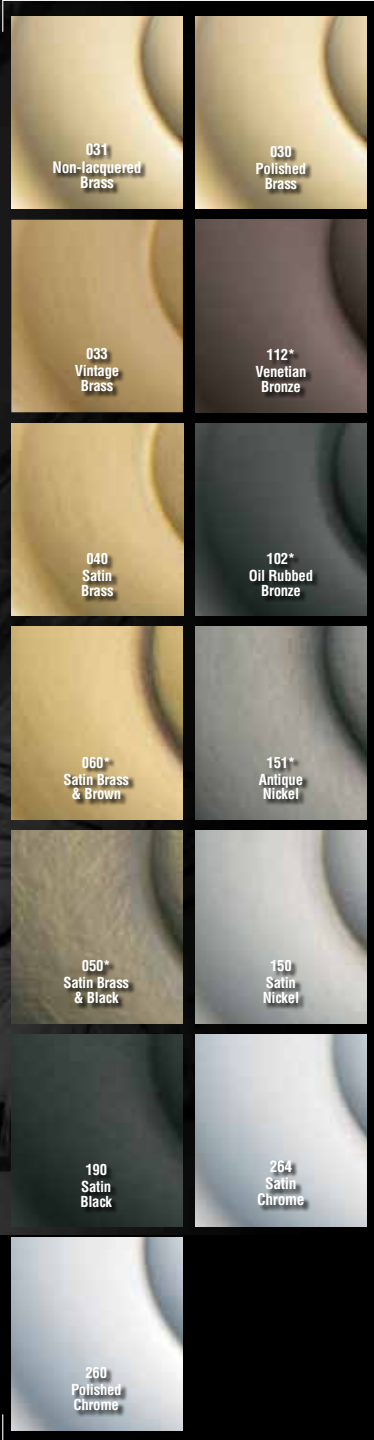 031
Non-lacquered
Brass
030
Polished
Brass
033
Vintage
Brass
112*
Venetian
Bronze
040
Satin
Brass
102*
Oil Rubbed
Bronze
060*
Satin Brass
& Brown
151*
Antique
Nickel
050*
Satin Brass
& Black
150
Satin
Nickel
190
Satin
Black
264
Satin
Chrome
260
Polished
Chrome